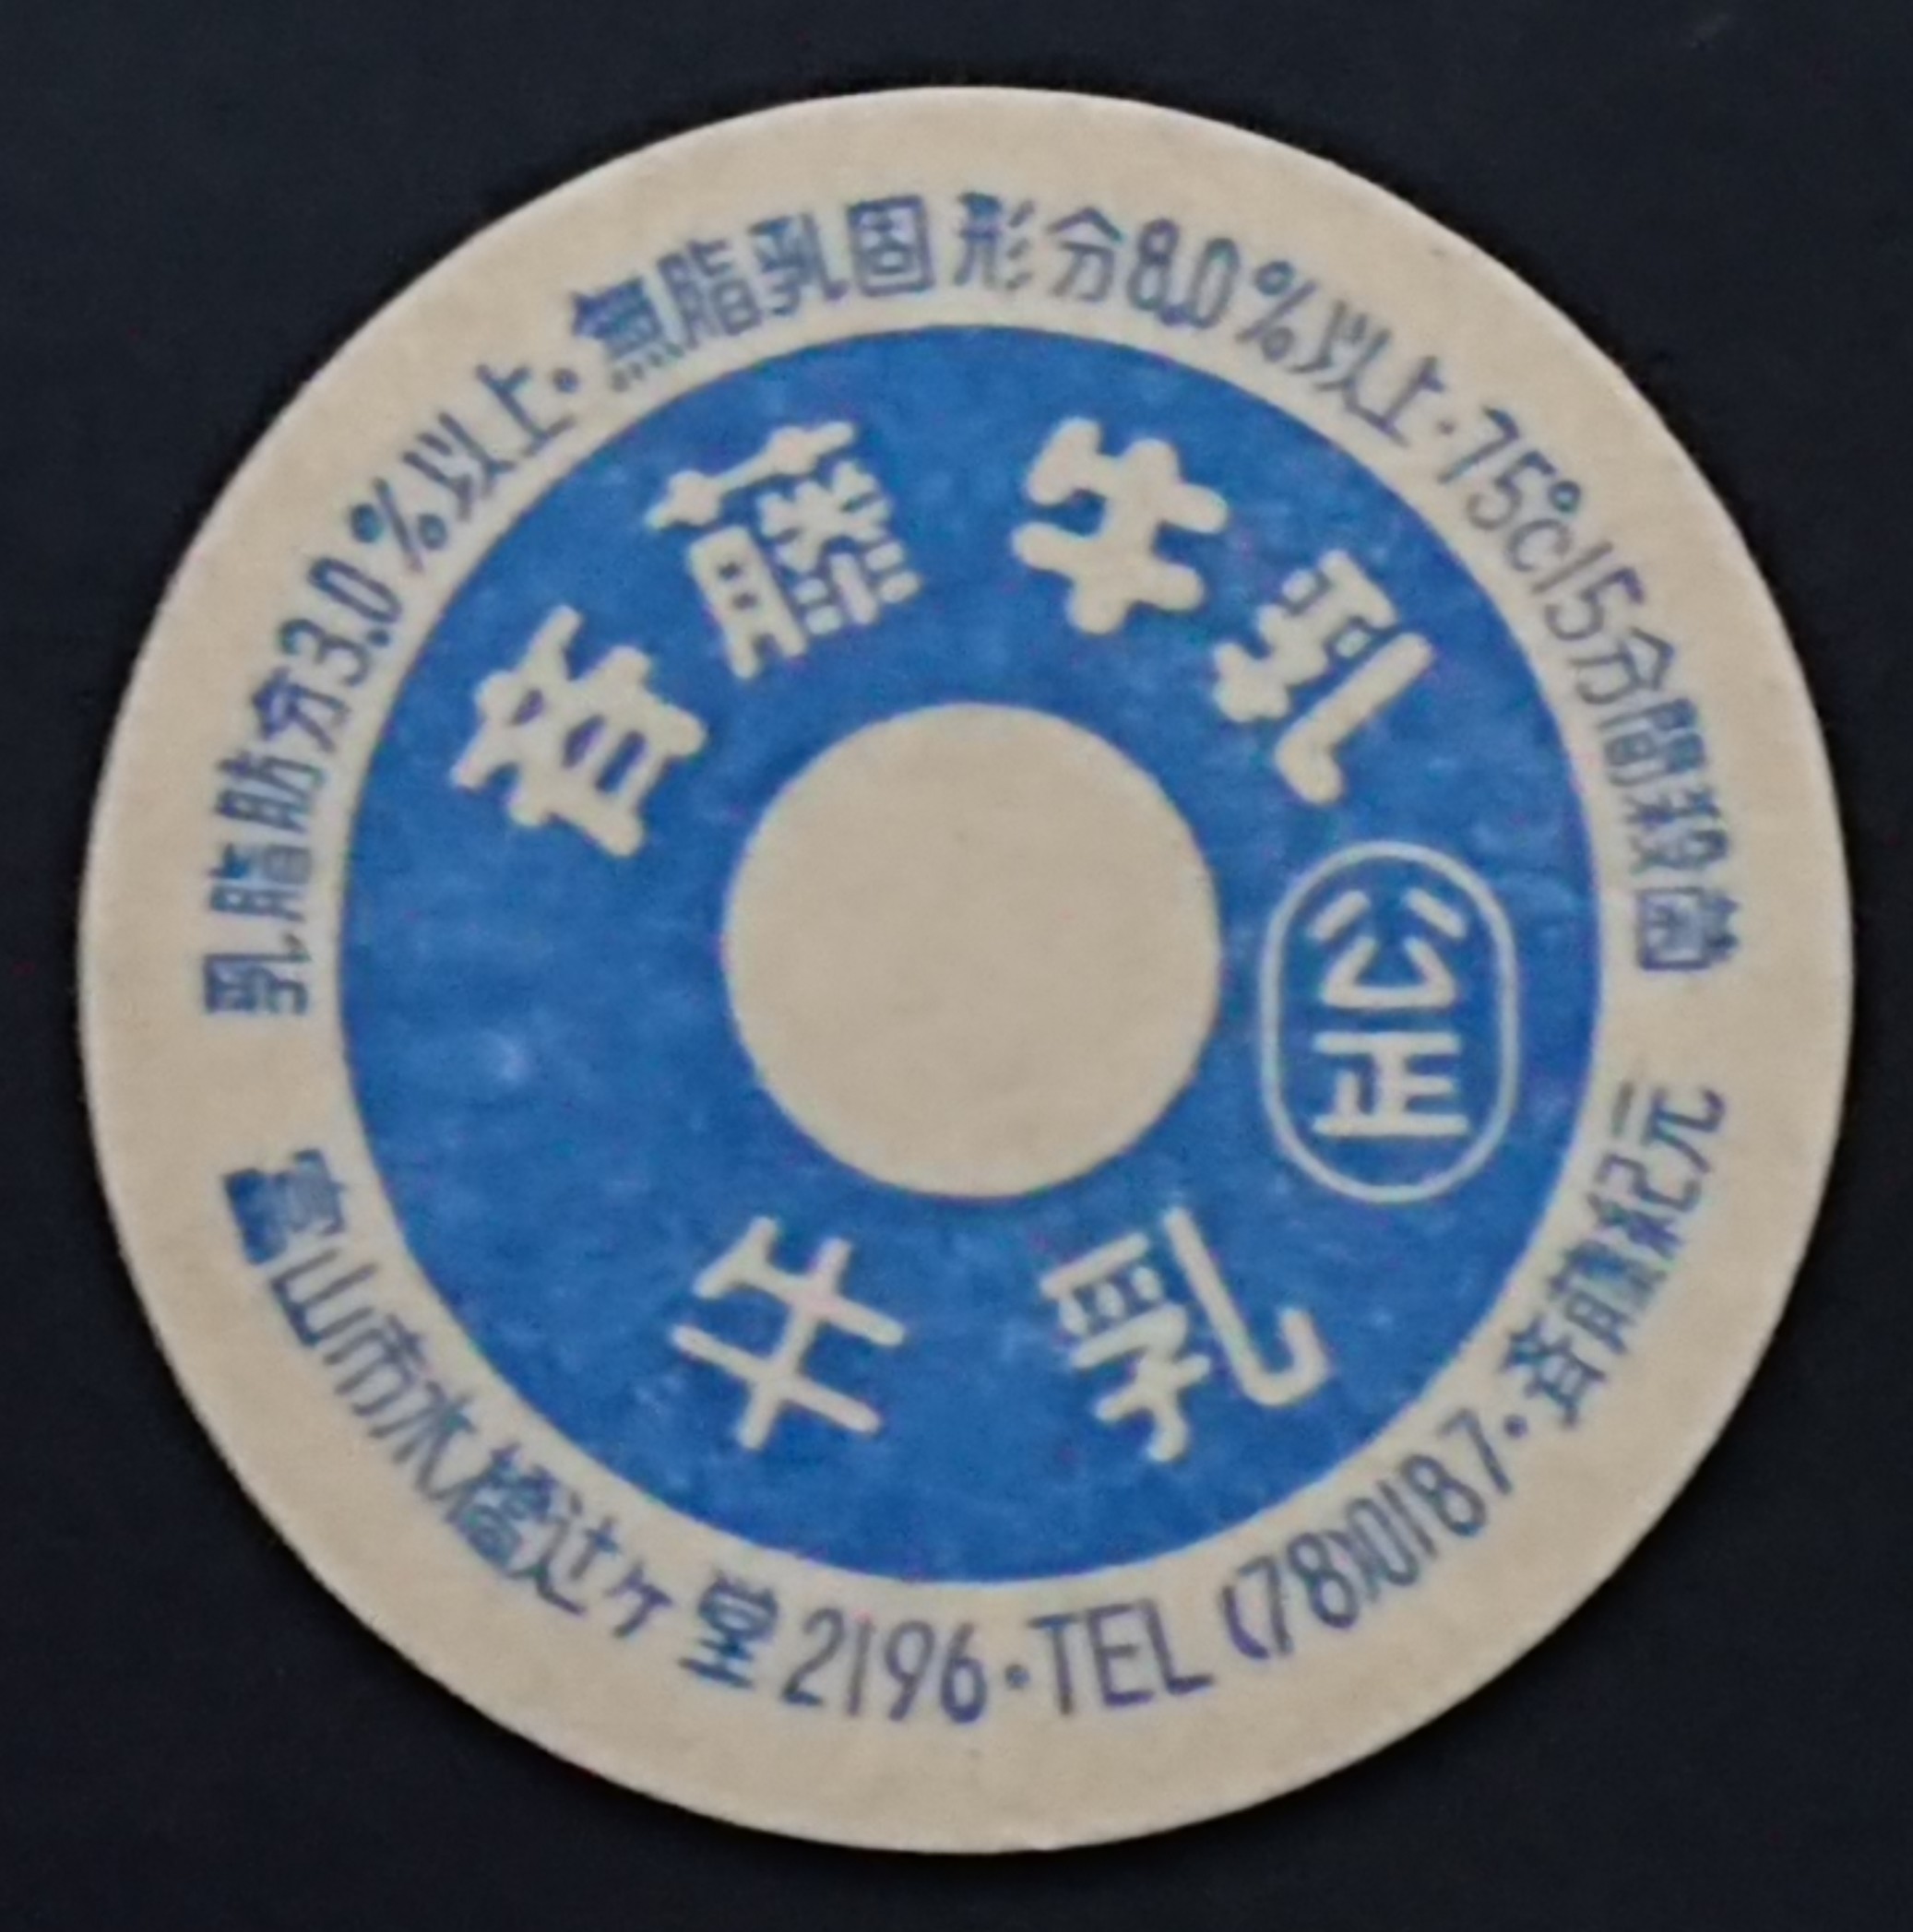 乳脂肪分3.0%以上・無脂乳固形分8.0%以上・75°C15分間殺菌
斉藤牛乳
公正
牛乳
富山市水橋辻ヶ堂2196・TEL(78)0187・斉藤紀元